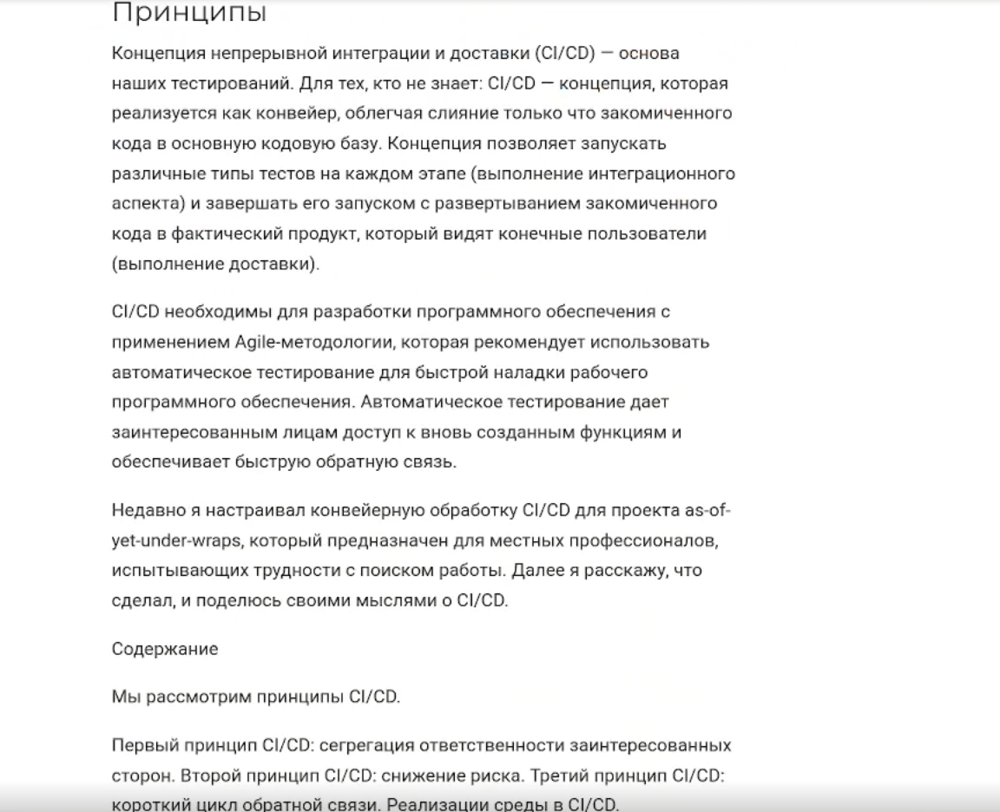 Принципы
Концепция непрерывной интеграции и доставки (CI/CD) — основа
наших тестирований. Для тех, кто не знает: CI/CD — концепция, которая
реализуется как конвейер, облегчая слияние только что закомиченного
кода в основную кодовую базу. Концепция позволяет запускать
различные типы тестов на каждом этапе (выполнение интеграционного
аспекта) и завершать его запуском с развертыванием закомиченного
кода в фактический продукт, который видят конечные пользователи
(выполнение доставки).
CI/CD необходимы для разработки программного обеспечения с
применением Agile-методологии, которая рекомендует использовать
автоматическое тестирование для быстрой наладки рабочего
программного обеспечения. Автоматическое тестирование дает
заинтересованным лицам доступ к вновь созданным функциям и
обеспечивает быструю обратную связь.
Недавно я настраивал конвейерную обработку CI/CD для проекта as-of-
yet-under-wraps, который предназначен для местных профессионалов,
испытывающих трудности с поиском работы. Далее я расскажу, что
сделал, и поделюсь своими мыслями о CI/CD.
Содержание
Мы рассмотрим принципы CI/CD.
Первый принцип CI/CD: сегрегация ответственности заинтересованных
сторон. Второй принцип CI/CD: снижение риска. Третий принцип CI/CD:
короткий цикл обратной связи. Реализации среды в CI/CD.